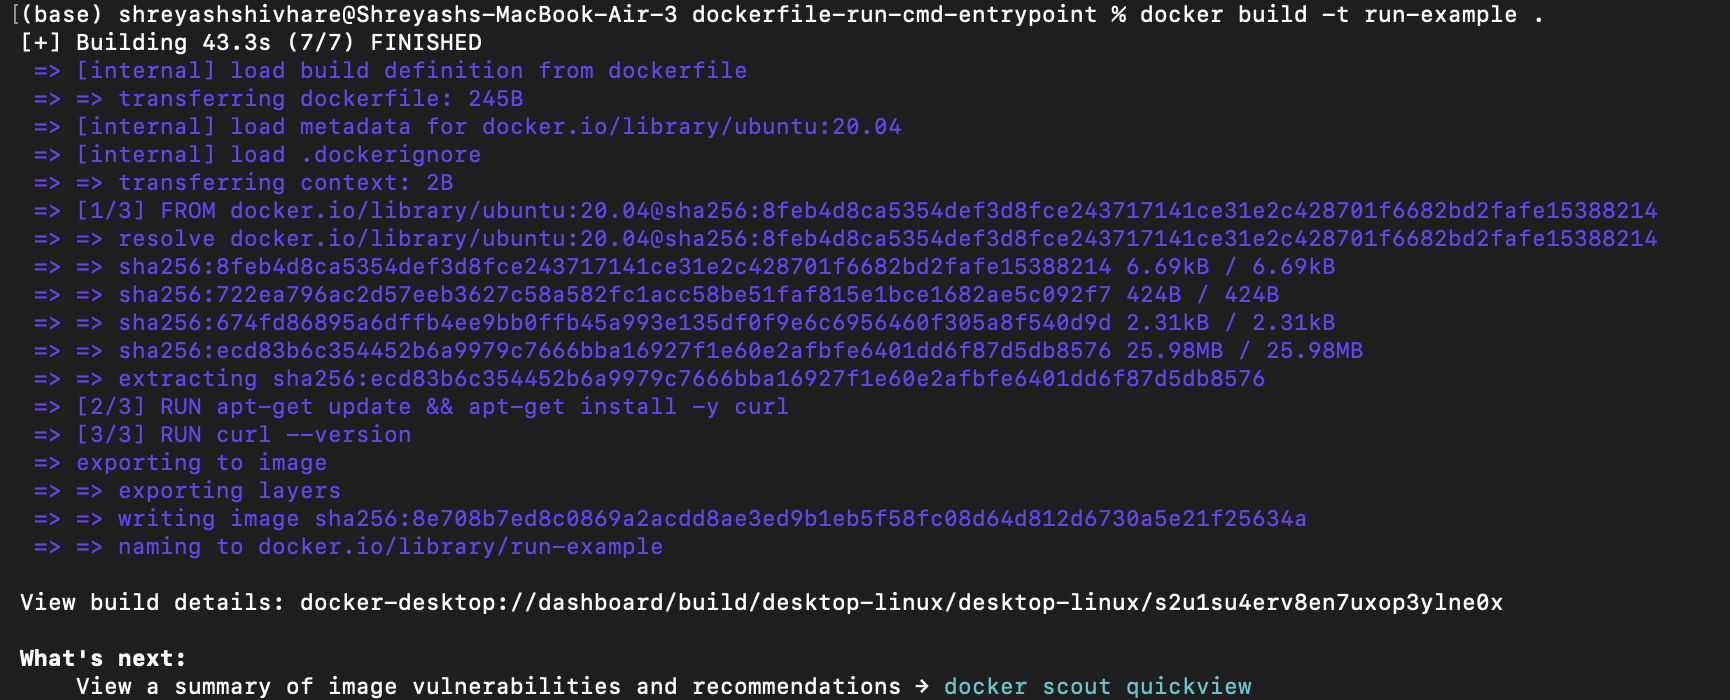 [(base) shreyashshivhare@Shreyashs-MacBook-Air-3 dockerfile-run-cmd-entrypoint % docker build -t run-example .
[+] Building 43.3s (7/7) FINISHED
=> [internal] load build definition from dockerfile
=> => transferring dockerfile: 245B
=> [internal] load metadata for docker.io/library/ubuntu:20.04
=> [internal] load .dockerignore
=> => transferring context: 2B
=> [1/3] FROM docker.io/library/ubuntu:20.04@sha256:8feb4d8ca5354def3d8fce243717141ce31e2c428701f6682bd2fafe15388214
=> => resolve docker.io/library/ubuntu:20.04@sha256:8feb4d8ca5354def3d8fce243717141ce31e2c428701f6682bd2fafe15388214
=> => sha256:8feb4d8ca5354def3d8fce243717141ce31e2c428701f6682bd2fafe15388214 6.69kB / 6.69kB
=> => sha256:722ea796ac2d57eeb3627c58a582fc1acc58be51faf815e1bce1682ae5c092f7 424B / 424B
=> => sha256:674fd86895a6dffb4ee9bb0ffb45a993e135df0f9e6c6956460f305a8f540d9d 2.31kB / 2.31kB
=> => sha256:ecd83b6c354452b6a9979c7666bba16927f1e60e2afbfe6401dd6f87d5db8576 25.98MB / 25.98MB
=> => extracting sha256:ecd83b6c354452b6a9979c7666bba16927f1e60e2afbfe6401dd6f87d5db8576
=> [2/3] RUN apt-get update && apt-get install -y curl
=> [3/3] RUN curl --version
=> exporting to image
=> => exporting layers
=> => writing image sha256:8e708b7ed8c0869a2acdd8ae3ed9b1eb5f58fc08d64d812d6730a5e21f25634a
=> => naming to docker.io/library/run-example
View build details: docker-desktop://dashboard/build/desktop-linux/desktop-linux/s2u1su4erv8en7uxop3ylne0x
What's next:
View a summary of image vulnerabilities and recommendations → docker scout quickview